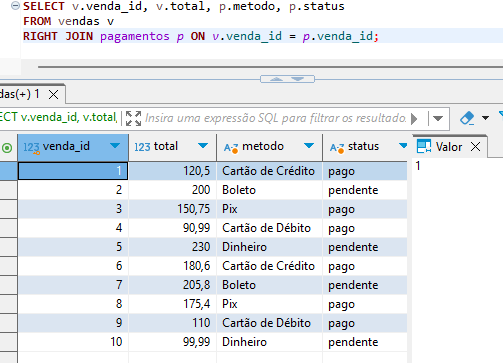 SELECT v.venda_id, v.total, p.metodo, p.status
FROM vendas v
RIGHT JOIN pagamentos p ON v.venda_id = p.venda_id;
das(+) 1
ECT v.venda_id, v.total, Insira uma expressão SQL para filtrar os resultado
123 venda_id 123 total A-z metodo A-z status Valor
1 120,5 Cartão de Crédito pago 1
2 200 Boleto pendente
3 150,75 Pix pago
4 90,99 Cartão de Débito pago
5 230 Dinheiro pendente
6 180,6 Cartão de Crédito pago
7 205,8 Boleto pendente
8 175,4 Pix pago
9 110 Cartão de Débito pago
10 99,99 Dinheiro pendente